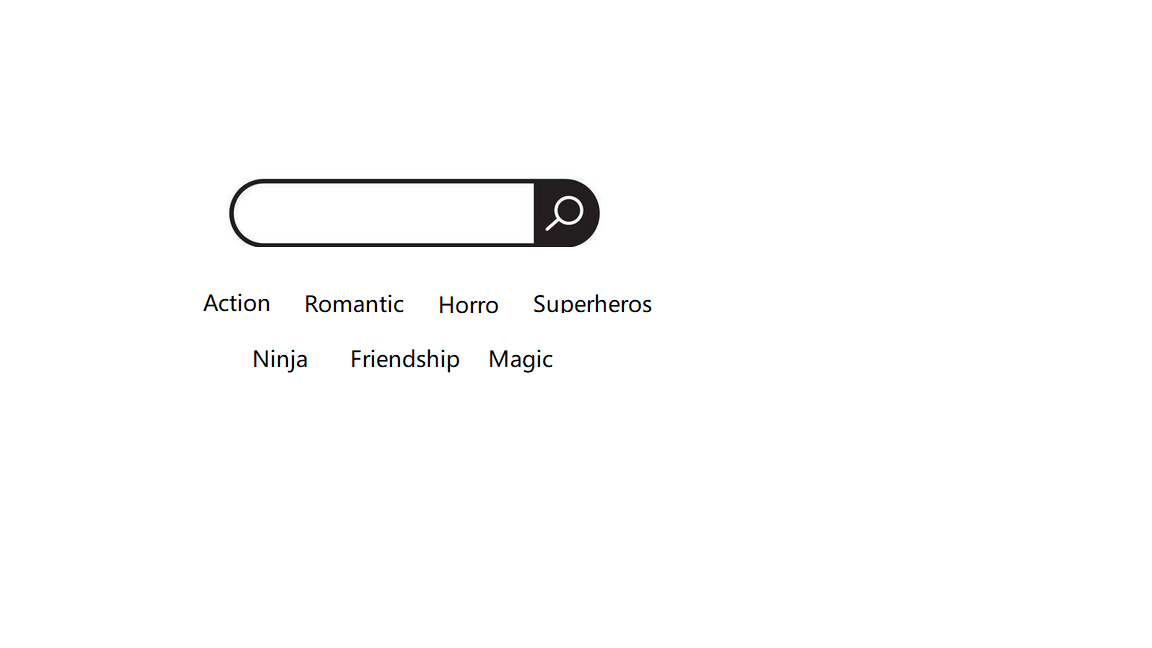 Action Romantic Horro Superheros
Ninja Friendship Magic